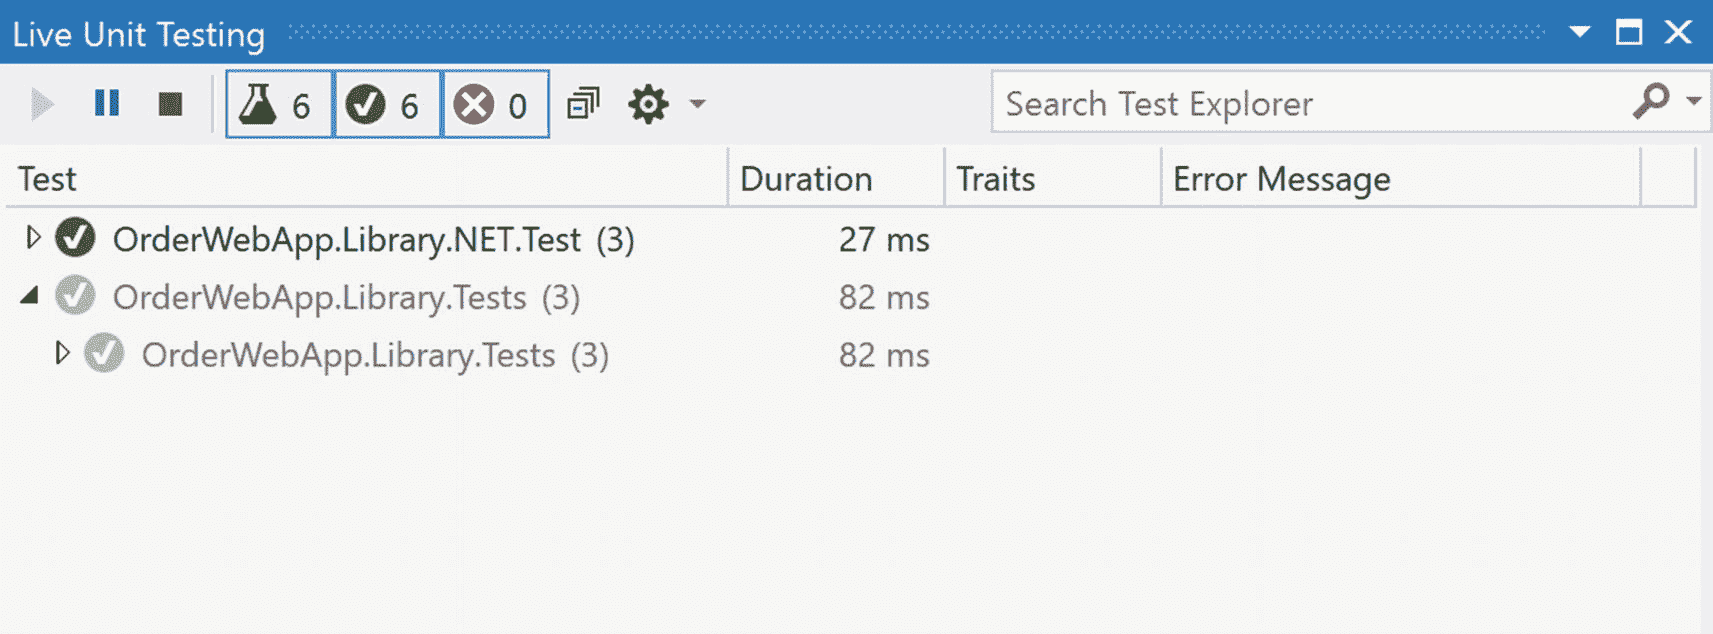 Live Unit Testing
6 6 0 Search Test Explorer
Test Duration Traits Error Message
OrderWebApp.Library.NET.Test (3) 27 ms
OrderWebApp.Library.Tests (3) 82 ms
OrderWebApp.Library.Tests (3) 82 ms